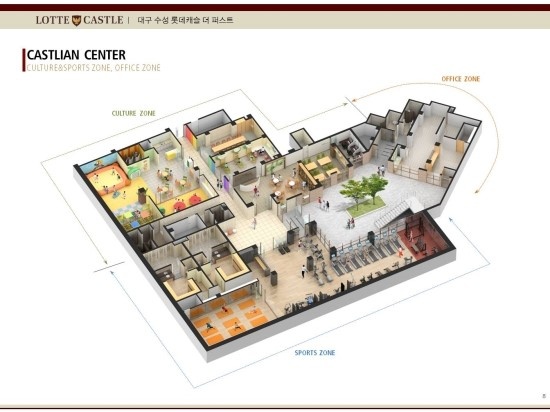 LOTTE CASTLE | 대구 수성 롯데캐슬 더 퍼스트
CASTLIAN CENTER
CULTURE&SPORTS ZONE, OFFICE ZONE
OFFICE ZONE
CULTURE ZONE
SPORTS ZONE